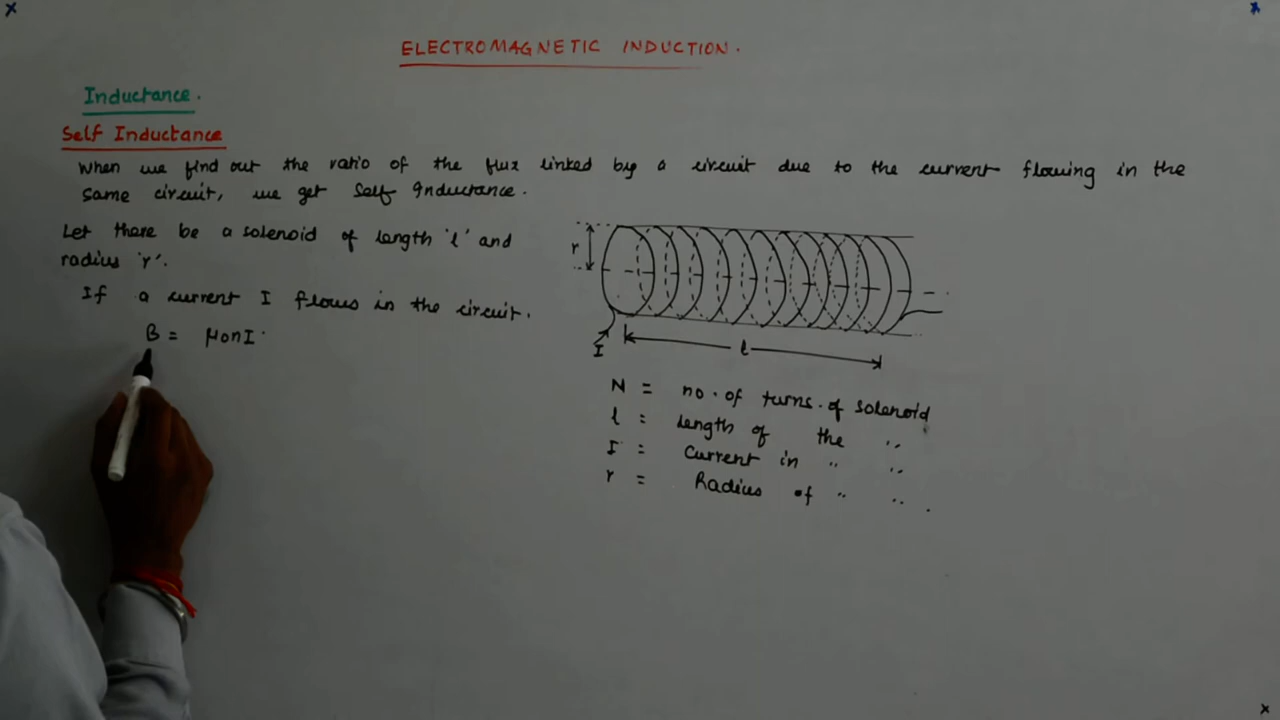 ELECTROMAGNETIC INDUCTION.
Inductance.
Self Inductance
When we find out the ratio of the flux linked by a circuit due to the current flowing in the
same circuit, we get Self Inductance.
Let there be a solenoid of length 'l' and
radius 'r'.
If a current I flows in the circuit.
B = μonI
r
I
l
N = no. of turns. of solenoid
l = length of the "
I = Current in " "
r = Radius of " "